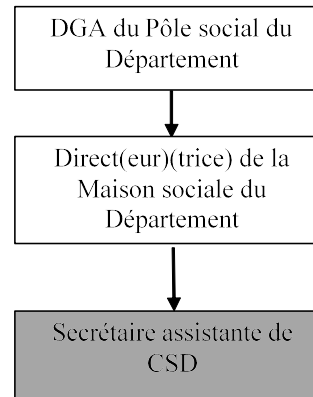 DGA du Pôle social du
Département
Direct(eur)(trice) de la
Maison sociale du
Département
Secrétaire assistante de
CSD